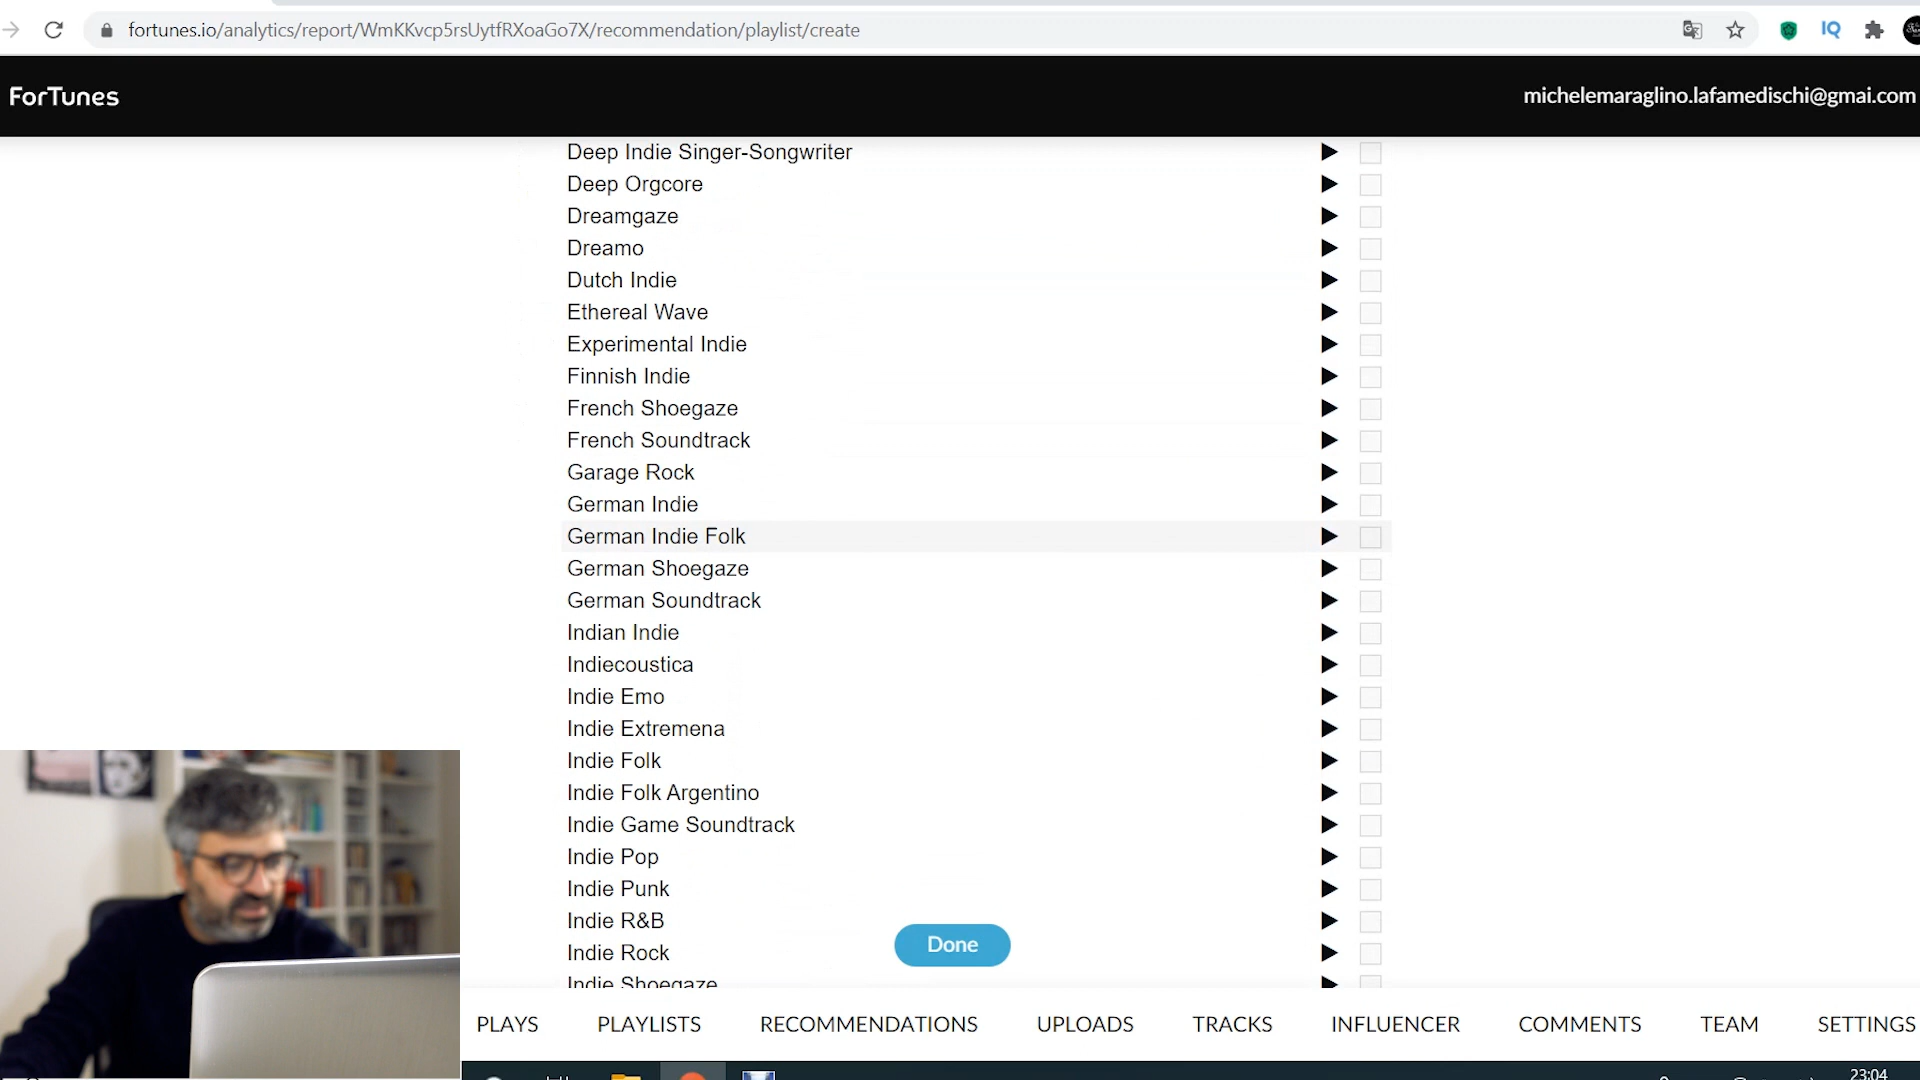 fortunes.io/analytics/report/WmKKvcp5rsUytfRXoaGo7X/recommendation/playlist/create
IQ
ForTunes
michelemaraglino.lafamedischi@gmai.com
Deep Indie Singer-Songwriter
Deep Orgcore
Dreamgaze
Dreamo
Dutch Indie
Ethereal Wave
Experimental Indie
Finnish Indie
French Shoegaze
French Soundtrack
Garage Rock
German Indie
German Indie Folk
German Shoegaze
German Soundtrack
Indian Indie
Indiecoustica
Indie Emo
Indie Extremena
Indie Folk
Indie Folk Argentino
Indie Game Soundtrack
Indie Pop
Indie Punk
Indie R&B
Indie Rock
Indie Shoegaze
Done
PLAYS PLAYLISTS RECOMMENDATIONS UPLOADS TRACKS INFLUENCER COMMENTS TEAM SETTINGS
23:04